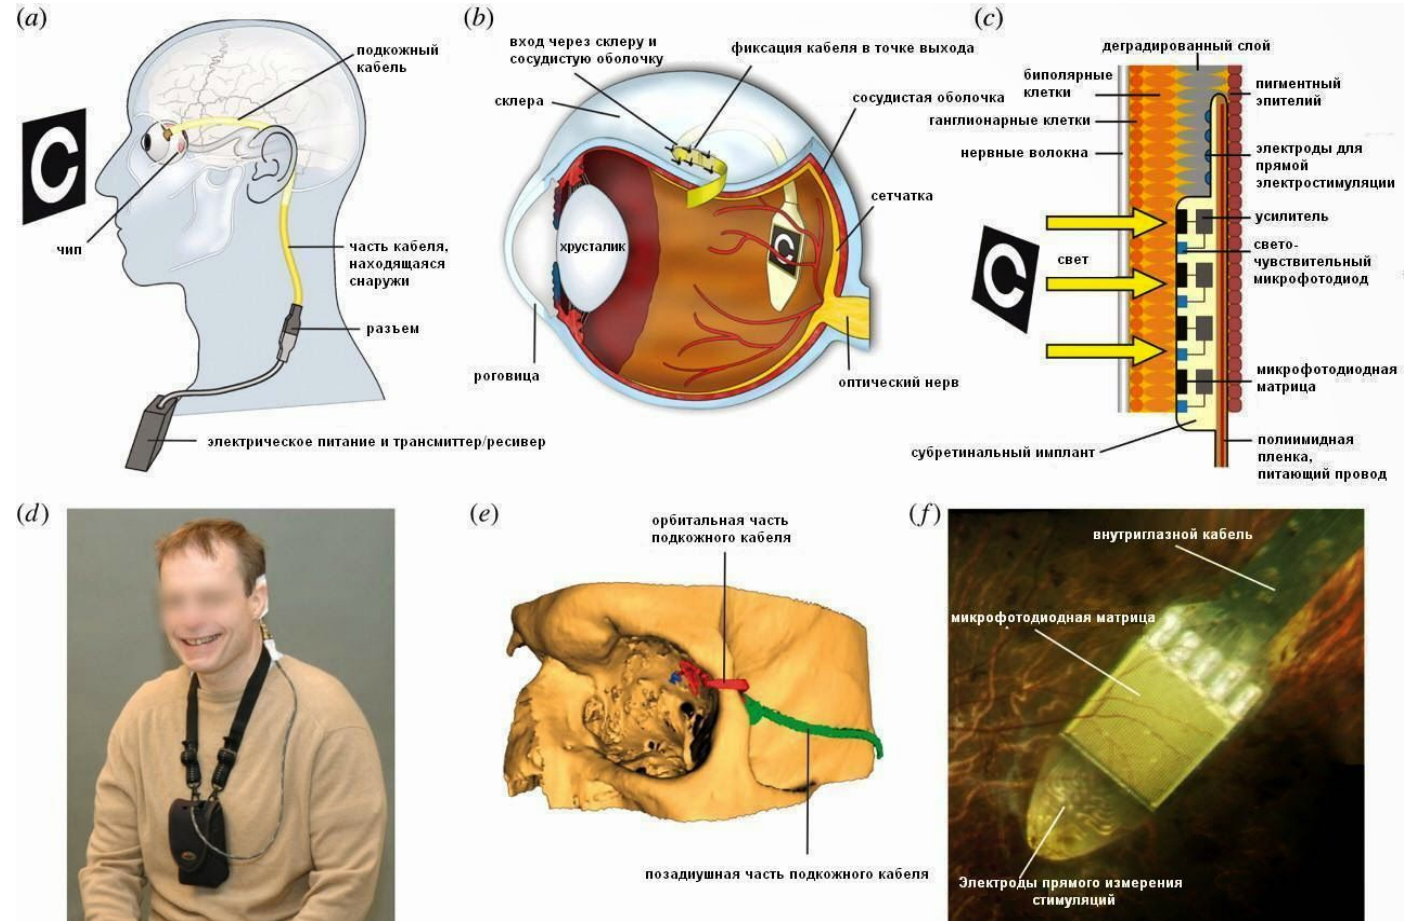 (a)
подкожный
кабель
C
чип
часть кабеля,
находящаяся
снаружи
разъем
электрическое питание и трансмиттер/ресивер
(b)
вход через склеру и
сосудистую оболочку
фиксация кабеля в точке выхода
склера
сосудистая оболочка
сетчатка
хрусталик
C
роговица
оптический нерв
(c)
деградированный слой
биполярные
клетки
пигментный
эпителий
ганглионарные клетки
нервные волокна
электроды для
прямой
электростимуляции
усилитель
C
свет
свето-
чувствительный
микрофотодиод
микрофотодиодная
матрица
субретинальный имплант
полиимидная
пленка,
питающий провод
(d)
(e)
орбитальная часть
подкожного кабеля
позадиушная часть подкожного кабеля
(f)
внутриглазной кабель
микрофотодиодная матрица
Электроды прямого измерения
стимуляций